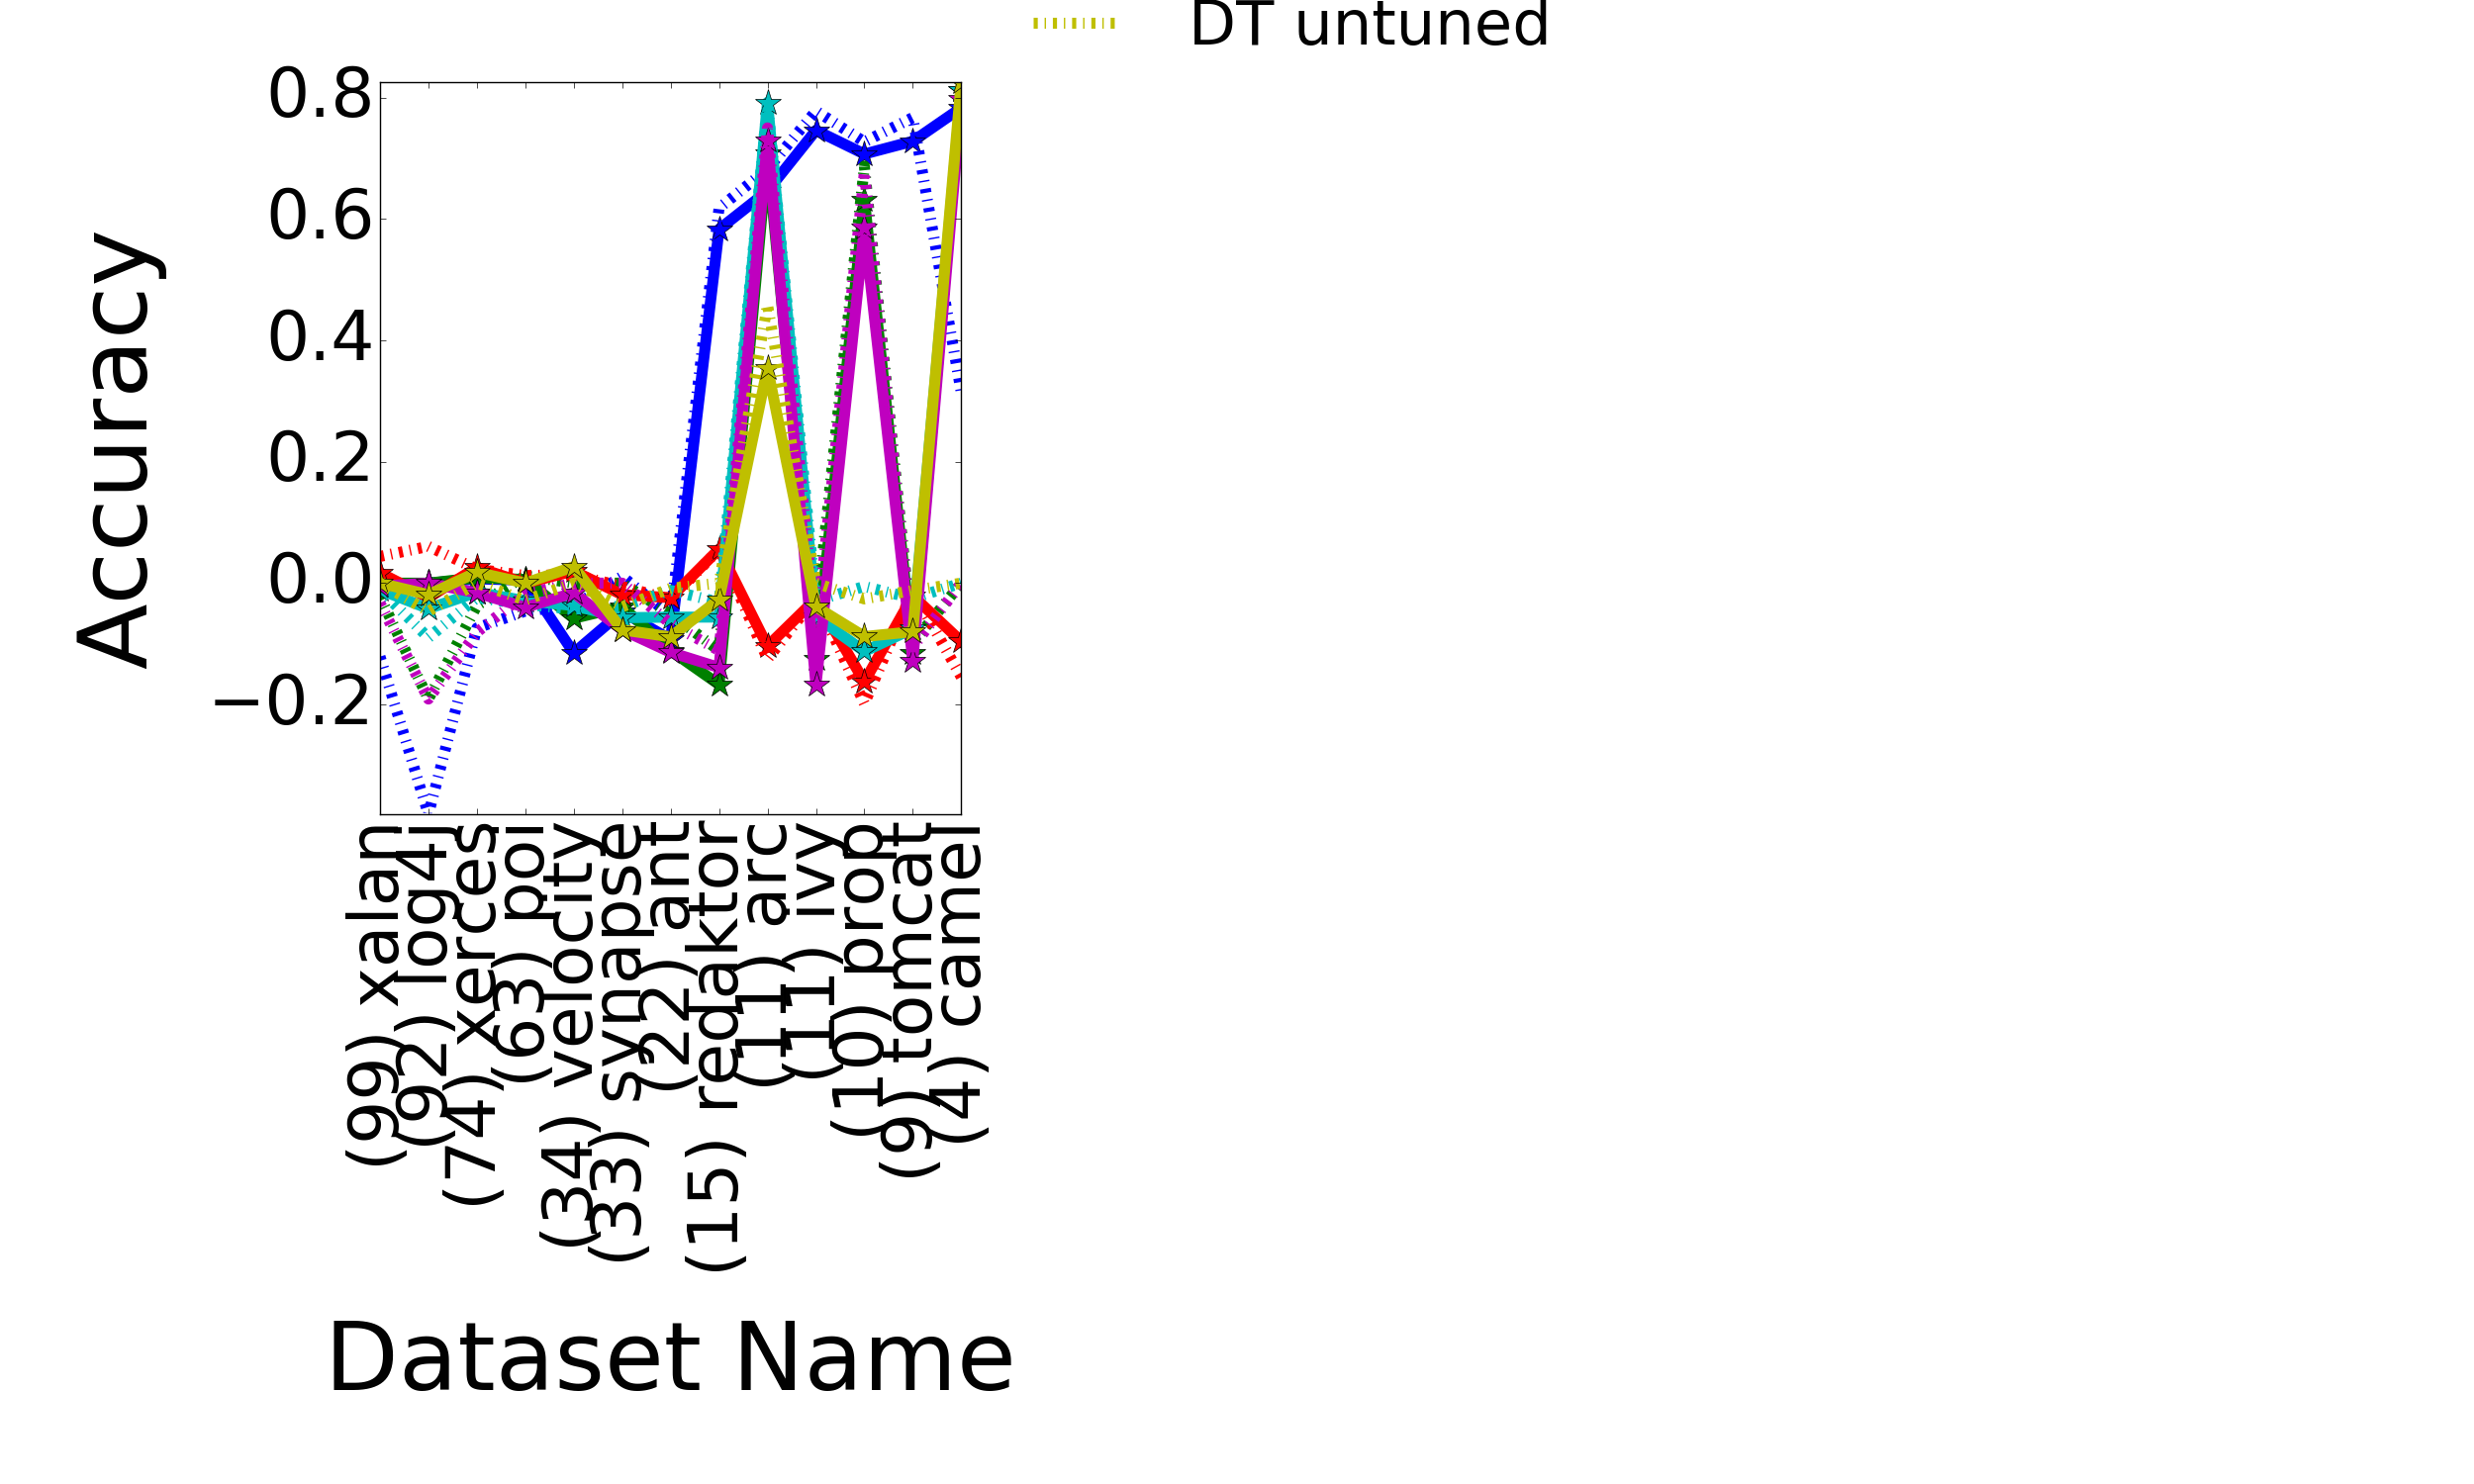 DT untuned
Accuracy
0.8
0.6
0.4
0.2
0.0
−0.2
(99) xalan
(92) log4j
(74) xerces
(63) poi
(34) velocity
(33) synapse
(22) ant
(15) redaktor
(11) arc
(11) ivy
(10) prop
(9) tomcat
(4) camel
Dataset Name